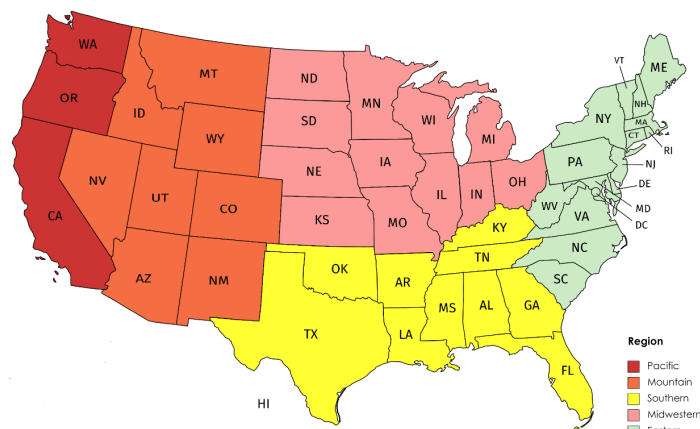 WA
MT
ND
MN
ME
VT
NH
OR
ID
SD
WI
MI
NY
MA
CT
RI
WY
NE
IA
PA
NJ
NV
UT
CO
IL
IN
OH
DE
MD
DC
CA
KS
MO
WV
VA
KY
NC
AZ
NM
OK
AR
TN
SC
TX
LA
MS
AL
GA
FL
HI
Region
Pacific
Mountain
Southern
Midwestern